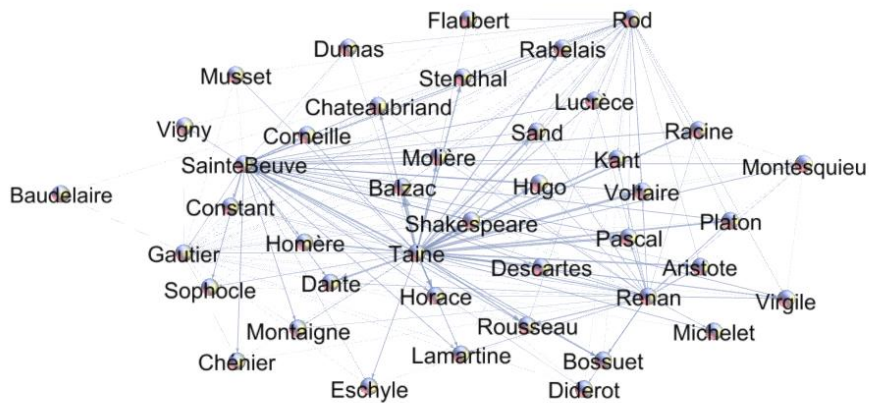 Flaubert
Rod
Dumas
Rabelais
Musset
Stendhal
Chateaubriand
Lucrèce
Vigny
Corneille
Sand
Racine
SainteBeuve
Molière
Kant
Montesquieu
Baudelaire
Balzac
Hugo
Voltaire
Constant
Shakespeare
Platon
Gautier
Homère
Taine
Pascal
Sophocle
Dante
Descartes
Aristote
Horace
Renan
Virgile
Montaigne
Rousseau
Michelet
Chénier
Lamartine
Bossuet
Eschyle
Diderot